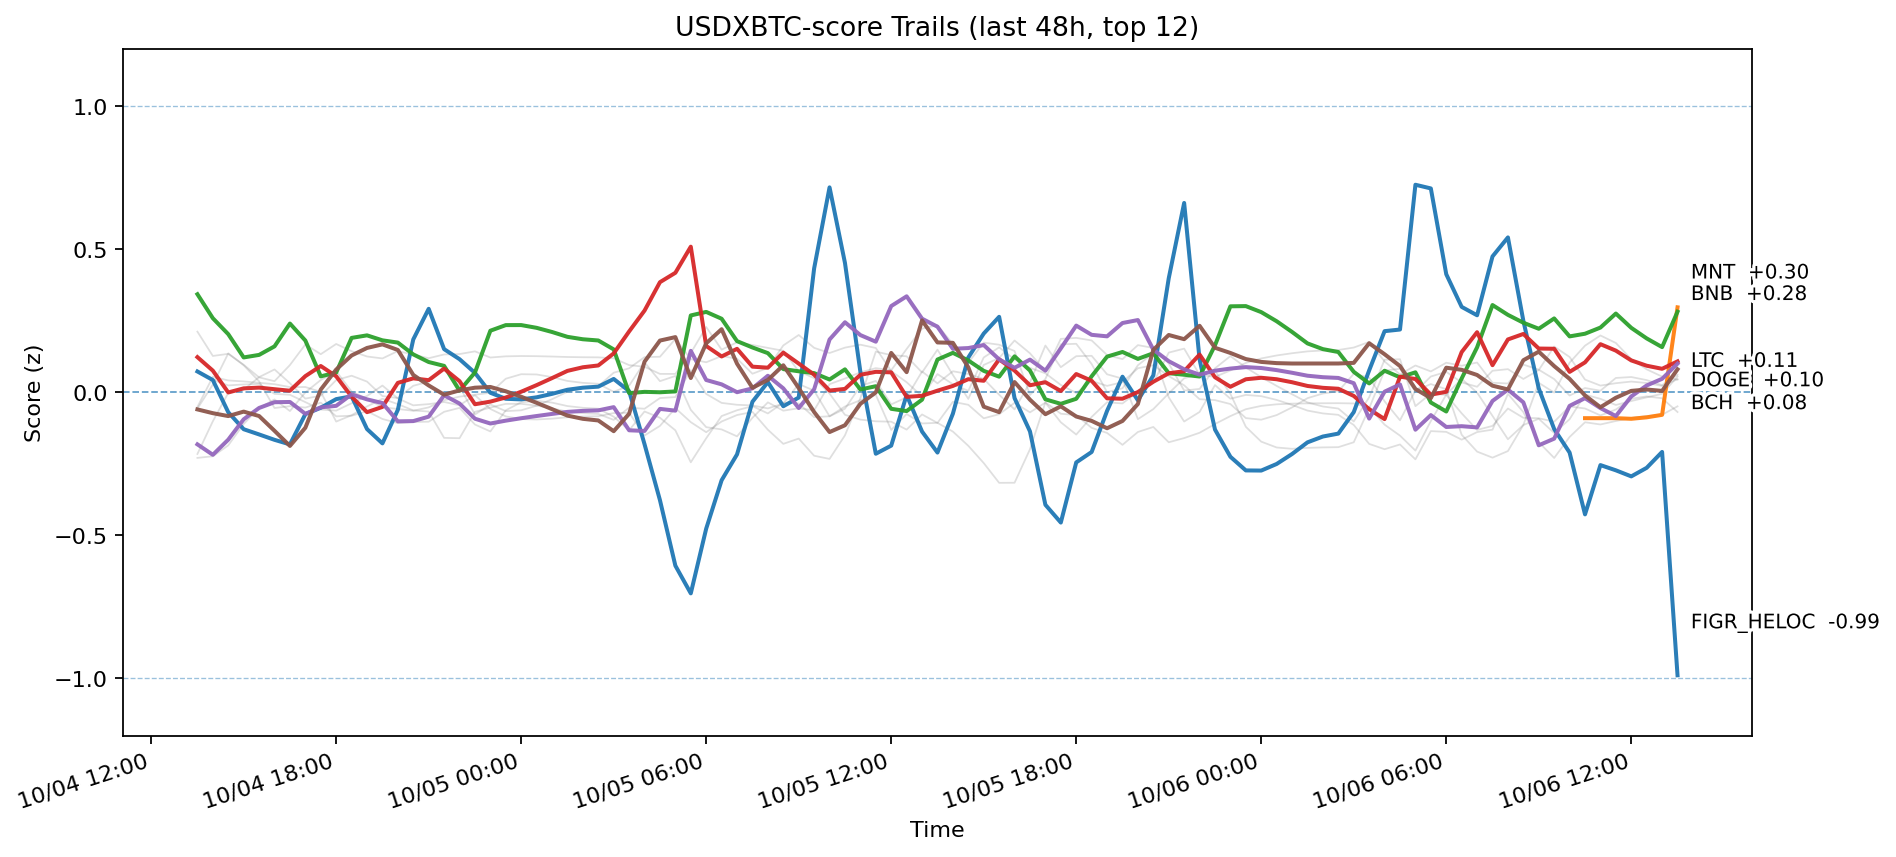 USDXBTC-score Trails (last 48h, top 12)
Score (z)
1.0
0.5
0.0
−0.5
−1.0
MNT +0.30
BNB +0.28
LTC +0.11
DOGE +0.10
BCH +0.08
FIGR_HELOC -0.99
10/04 12:00
10/04 18:00
10/05 00:00
10/05 06:00
10/05 12:00
10/05 18:00
10/06 00:00
10/06 06:00
10/06 12:00
Time